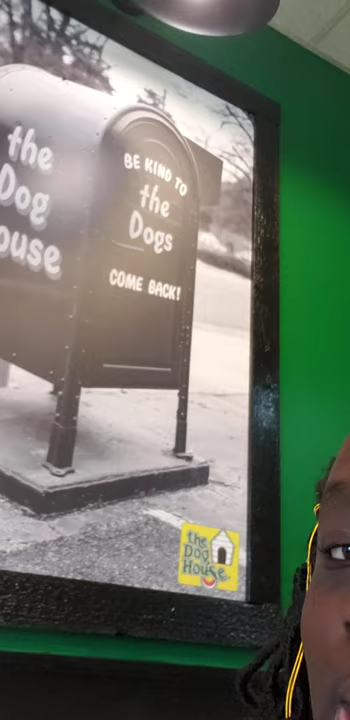 the
Dog
ouse
BE KIND TO
the
Dogs
COME BACK!
the
Dog
House